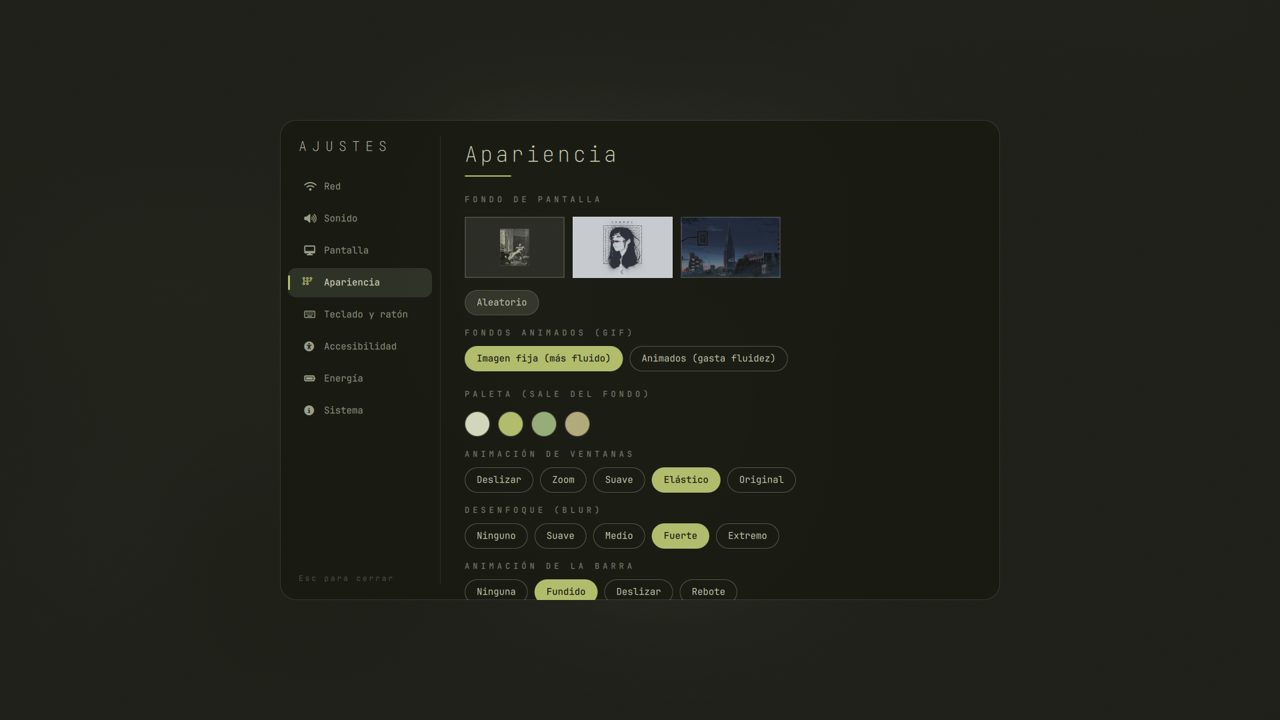 AJUSTES
Red
Sonido
Pantalla
Apariencia
Teclado y ratón
Accesibilidad
Energía
Sistema
Esc para cerrar
Apariencia
FONDO DE PANTALLA
Aleatorio
FONDOS ANIMADOS (GIF)
Imagen fija (más fluido) Animados (gasta fluidez)
PALETA (SALE DEL FONDO)
ANIMACIÓN DE VENTANAS
Deslizar Zoom Suave Elástico Original
DESENFOQUE (BLUR)
Ninguno Suave Medio Fuerte Extremo
ANIMACIÓN DE LA BARRA
Ninguna Fundido Deslizar Rebote